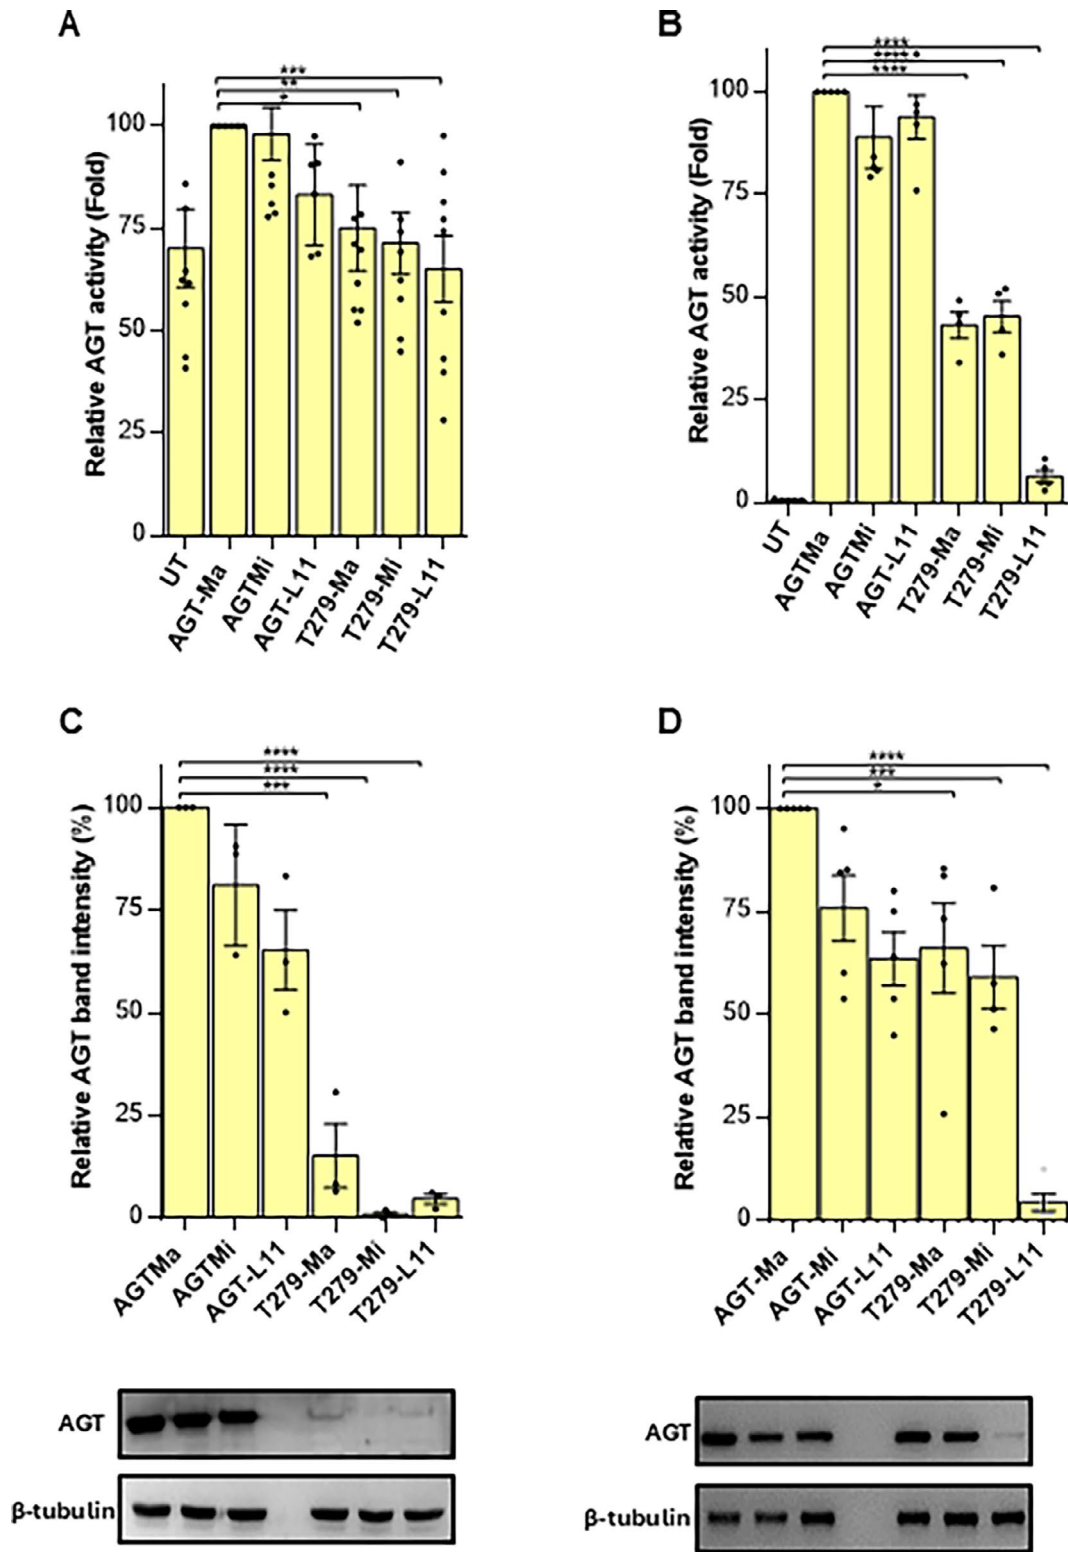 A
***
**
*
Relative AGT activity (Fold)
100
75
50
25
0
UT
AGT-Ma
AGTMi
AGT-L11
T279-Ma
T279-Mi
T279-L11
B
****
****
****
Relative AGT activity (Fold)
100
75
50
25
0
UT
AGTMa
AGTMi
AGT-L11
T279-Ma
T279-Mi
T279-L11
C
****
****
***
Relative AGT band intensity (%)
100
75
50
25
0
AGTMa
AGTMi
AGT-L11
T279-Ma
T279-Mi
T279-L11
AGT
β-tubulin
D
****
***
*
Relative AGT band intensity (%)
100
75
50
25
0
AGT-Ma
AGT-Mi
AGT-L11
T279-Ma
T279-Mi
T279-L11
AGT
β-tubulin